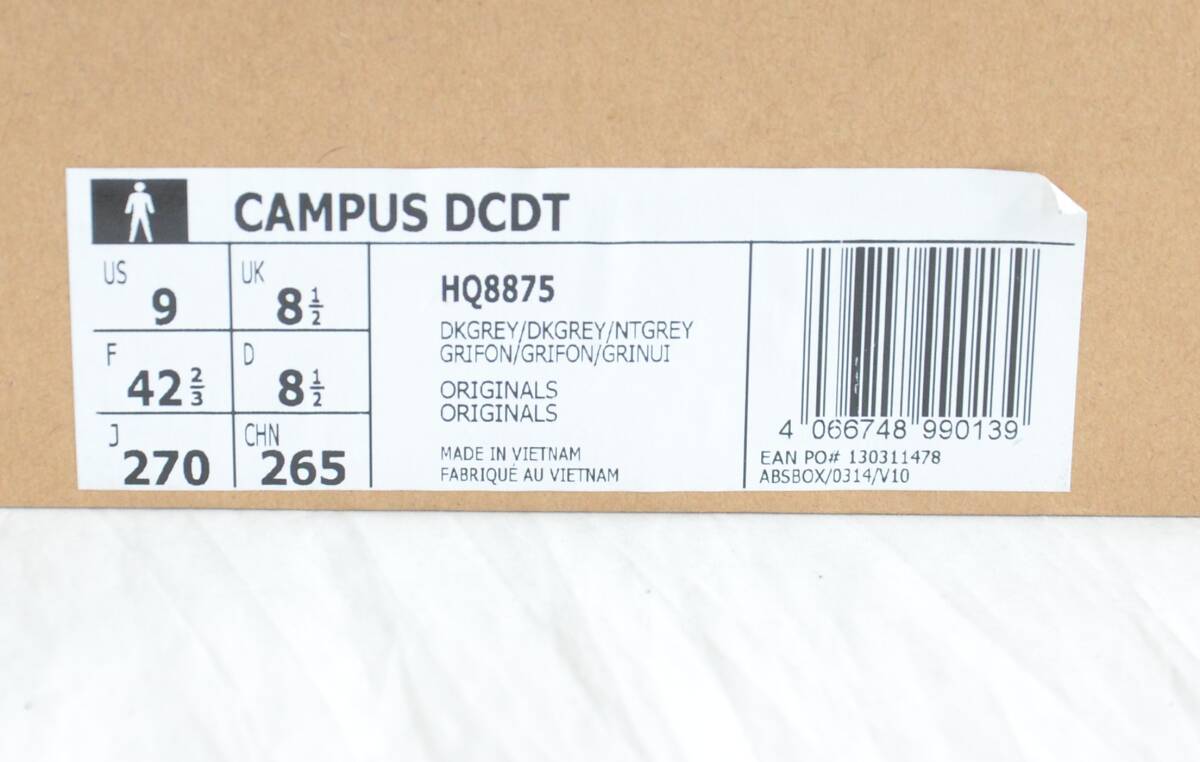 CAMPUS DCDT
US
9
UK
8 1/2
F
42 2/3
D
8 1/2
J
270
CHN
265
HQ8875
DKGREY/DKGREY/NTGREY
GRIFON/GRIFON/GRINUI
ORIGINALS
ORIGINALS
MADE IN VIETNAM
FABRIQUÉ AU VIETNAM
4 066748 990139
EAN PO# 130311478
ABSBOX/0314/V10